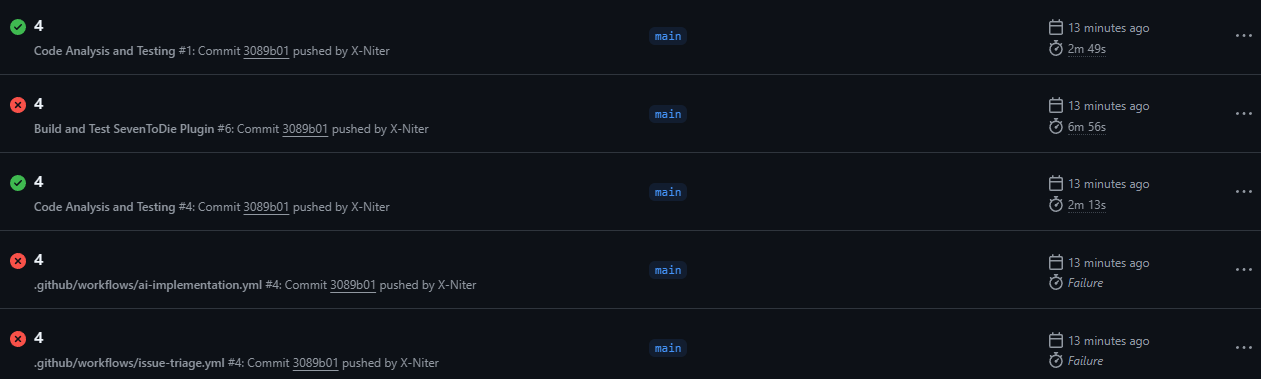 4
main
13 minutes ago
Code Analysis and Testing #1: Commit 3089b01 pushed by X-Niter
2m 49s
4
main
13 minutes ago
Build and Test SevenToDie Plugin #6: Commit 3089b01 pushed by X-Niter
6m 56s
4
main
13 minutes ago
Code Analysis and Testing #4: Commit 3089b01 pushed by X-Niter
2m 13s
4
main
13 minutes ago
.github/workflows/ai-implementation.yml #4: Commit 3089b01 pushed by X-Niter
Failure
4
main
13 minutes ago
.github/workflows/issue-triage.yml #4: Commit 3089b01 pushed by X-Niter
Failure